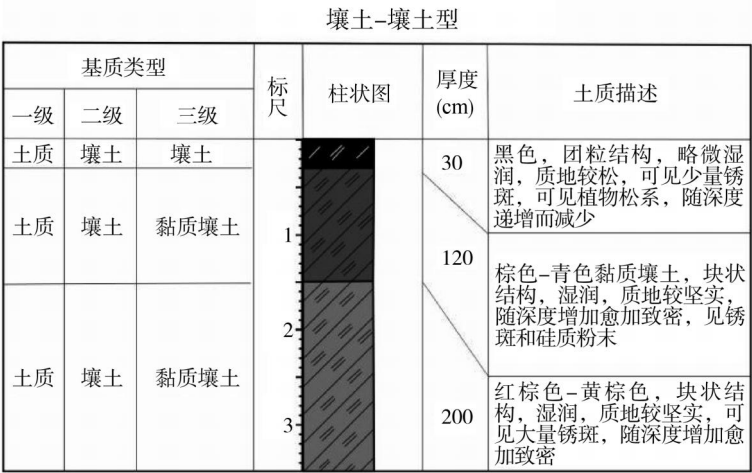 壤土-壤土型
基质类型
标尺
柱状图
厚度
(cm)
土质描述
一级 二级 三级
土质 壤土 壤土
30
黑色，团粒结构，略微湿
润，质地较松，可见少量锈
斑，可见植物松系，随深度
递增而减少
土质 壤土 黏质壤土
1
120
棕色-青色黏质壤土，块状
结构，湿润，质地较坚实，
随深度增加愈加致密，见锈
斑和硅质粉末
2
土质 壤土 黏质壤土
3
200
红棕色-黄棕色，块状结
构，湿润，质地较坚实，可
见大量锈斑，随深度增加愈
加致密